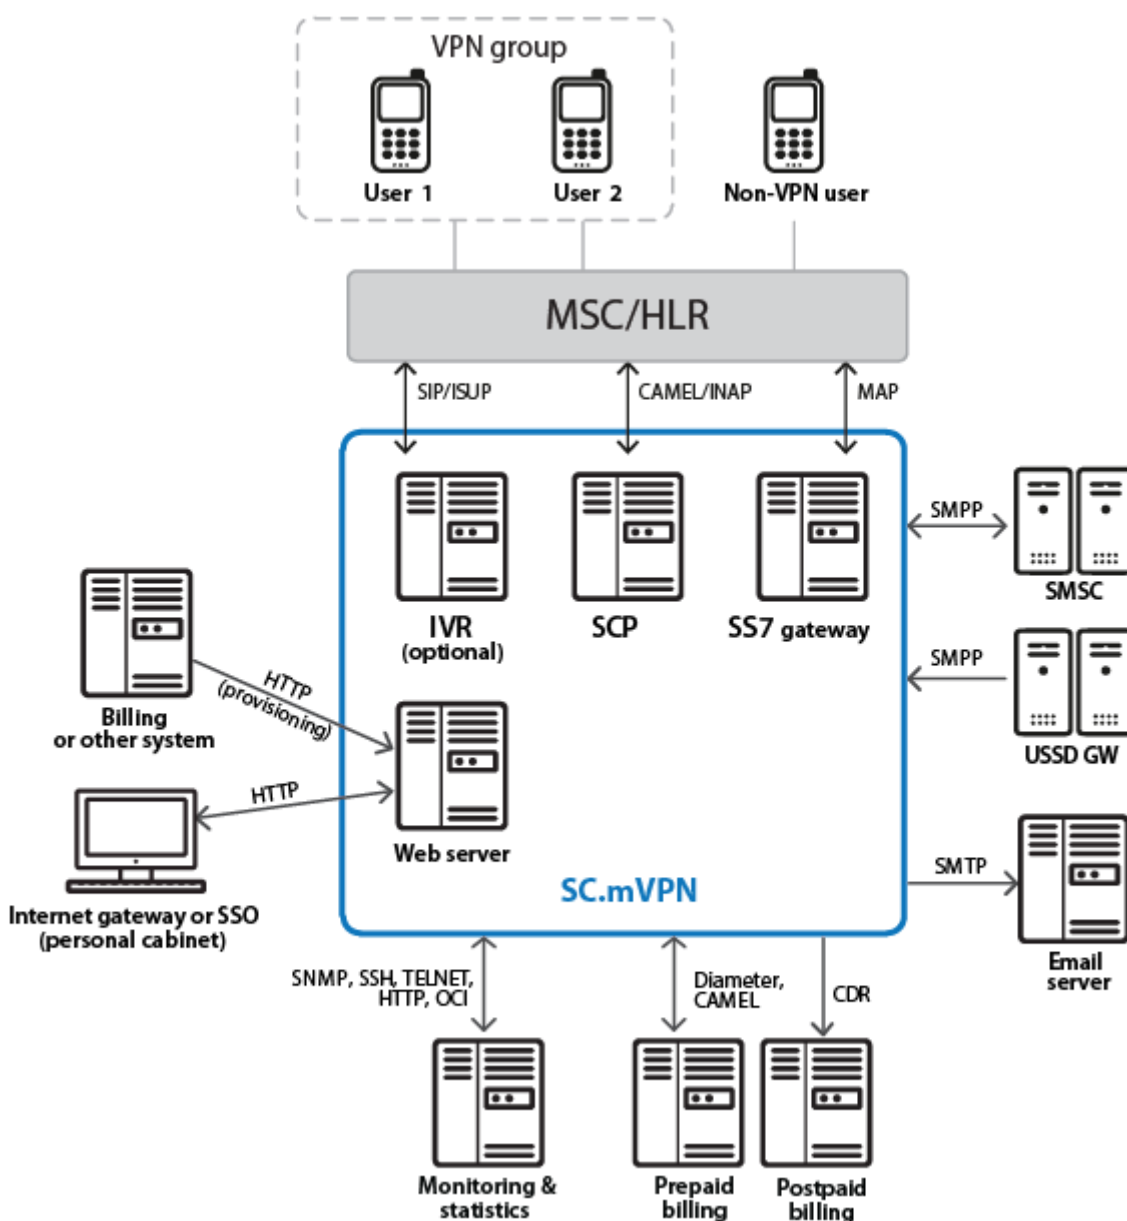 VPN group
User 1
User 2
Non-VPN user
MSC/HLR
SIP/ISUP
CAMEL/INAP
MAP
IVR
(optional)
SCP
SS7 gateway
SMPP
SMSC
SMPP
USSD GW
Billing
or other system
HTTP
(provisioning)
HTTP
Web server
Internet gateway or SSO
(personal cabinet)
SC.mVPN
SMTP
Email
server
SNMP, SSH, TELNET,
HTTP, OCI
Diameter,
CAMEL
CDR
Monitoring &
statistics
Prepaid
billing
Postpaid
billing